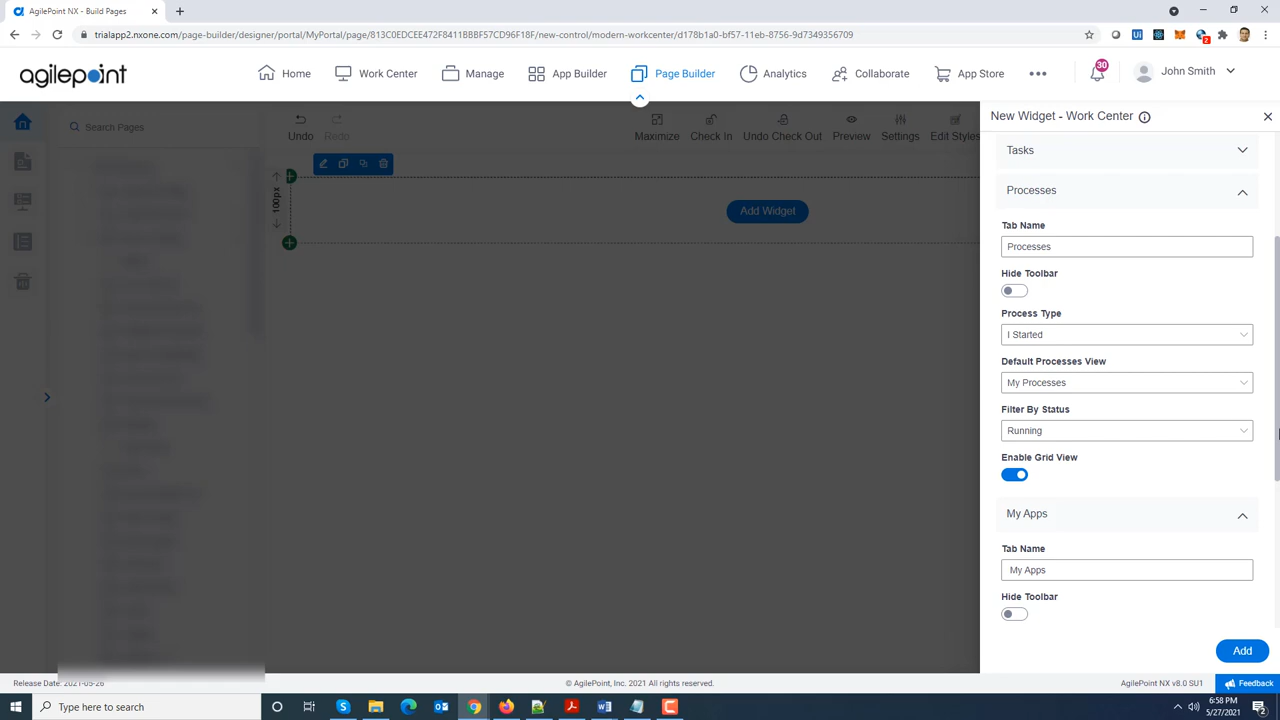 AgilePoint NX - Build Pages
trialapp2.nxone.com/page-builder/designer/portal/MyPortal/page/813C0EDCEE472F8411BBBF57CD96F18F/new-control/modern-workcenter/d178b1a0-bf57-11eb-8756-9d7349356709
agilepoint
Home
Work Center
Manage
App Builder
Page Builder
Analytics
Collaborate
App Store
30
John Smith
Search Pages
Undo
Redo
Maximize
Check In
Undo Check Out
Preview
Settings
Edit Styles
100px
Add Widget
New Widget - Work Center
Tasks
Processes
Tab Name
Processes
Hide Toolbar
Process Type
I Started
Default Processes View
My Processes
Filter By Status
Running
Enable Grid View
My Apps
Tab Name
My Apps
Hide Toolbar
Add
Release Date: 2021-05-26
© AgilePoint, Inc. 2021 All rights reserved.
AgilePoint NX v8.0 SU1
Feedback
Type here to search
6:58 PM
5/27/2021
2